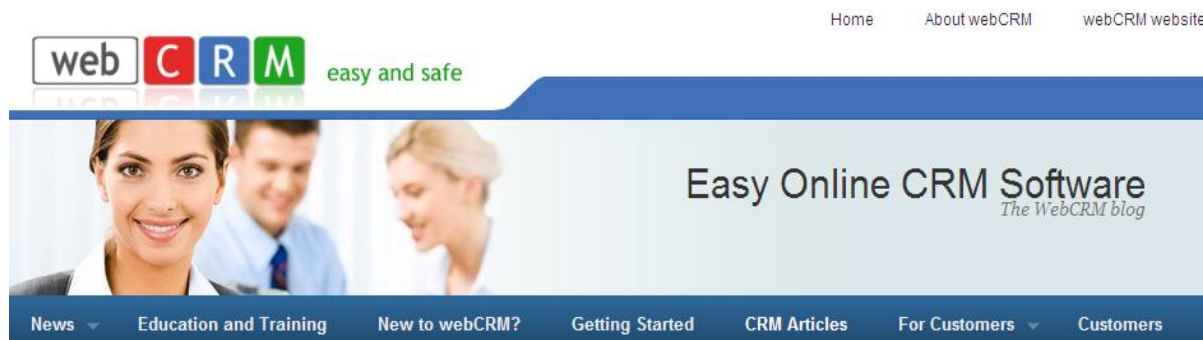 Home About webCRM webCRM website
web C R M easy and safe
Easy Online CRM Software
The WebCRM blog
News Education and Training New to webCRM? Getting Started CRM Articles For Customers Customers